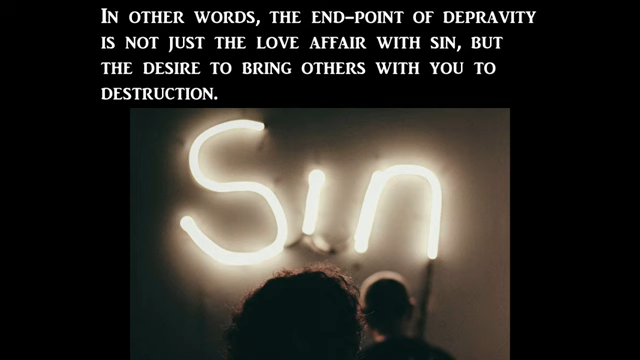 In other words, the end-point of depravity
is not just the love affair with sin, but
the desire to bring others with you to
destruction.
Sin